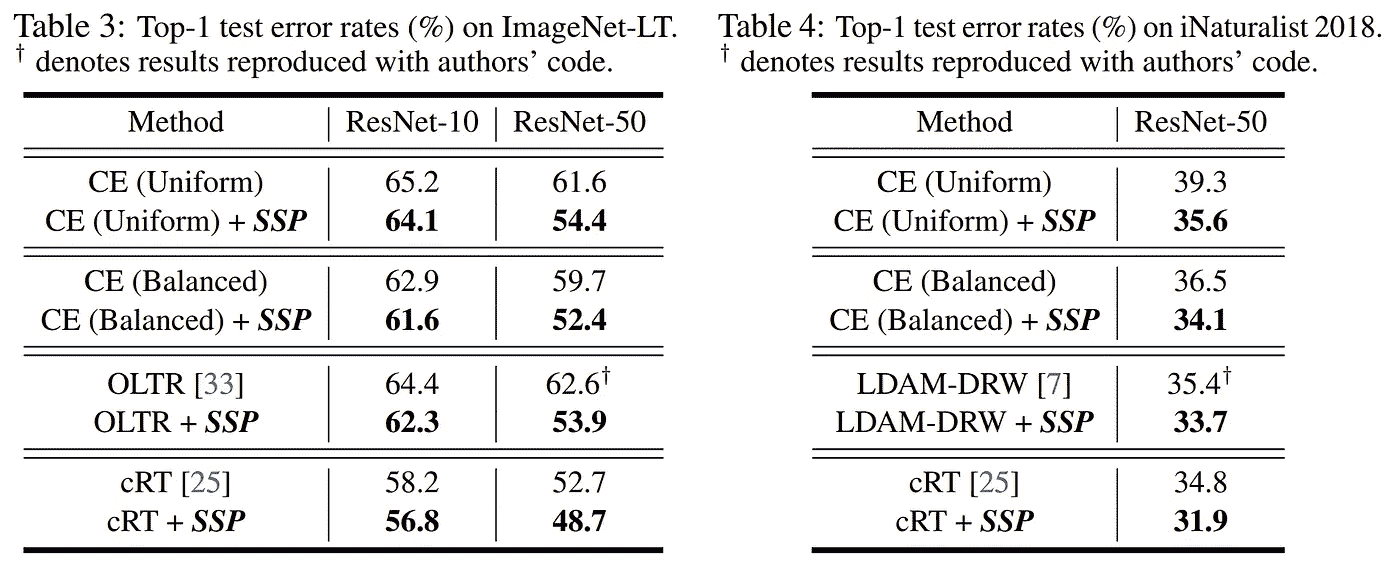 Table 3: Top-1 test error rates (%) on ImageNet-LT.
† denotes results reproduced with authors' code.
Method ResNet-10 ResNet-50
CE (Uniform) 65.2 61.6
CE (Uniform) + SSP 64.1 54.4
CE (Balanced) 62.9 59.7
CE (Balanced) + SSP 61.6 52.4
OLTR [33] 64.4 62.6†
OLTR + SSP 62.3 53.9
cRT [25] 58.2 52.7
cRT + SSP 56.8 48.7
Table 4: Top-1 test error rates (%) on iNaturalist 2018.
† denotes results reproduced with authors' code.
Method ResNet-50
CE (Uniform) 39.3
CE (Uniform) + SSP 35.6
CE (Balanced) 36.5
CE (Balanced) + SSP 34.1
LDAM-DRW [7] 35.4†
LDAM-DRW + SSP 33.7
cRT [25] 34.8
cRT + SSP 31.9